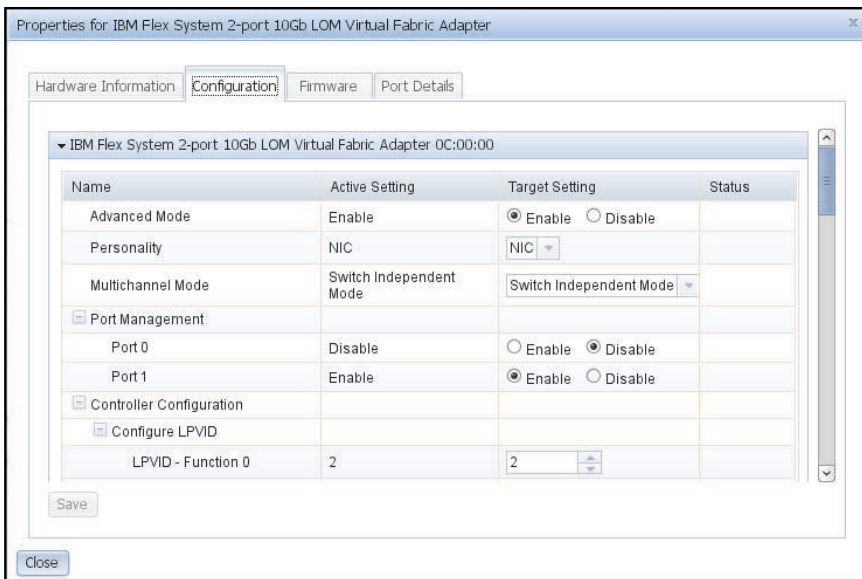 Properties for IBM Flex System 2-port 10Gb LOM Virtual Fabric Adapter
Hardware Information Configuration Firmware Port Details
IBM Flex System 2-port 10Gb LOM Virtual Fabric Adapter 0C:00:00
Name Active Setting Target Setting Status
Advanced Mode Enable Enable Disable
Personality NIC NIC
Multichannel Mode Switch Independent Mode Switch Independent Mode
Port Management
Port 0 Disable Enable Disable
Port 1 Enable Enable Disable
Controller Configuration
Configure LPVID
LPVID - Function 0 2 2
Save
Close